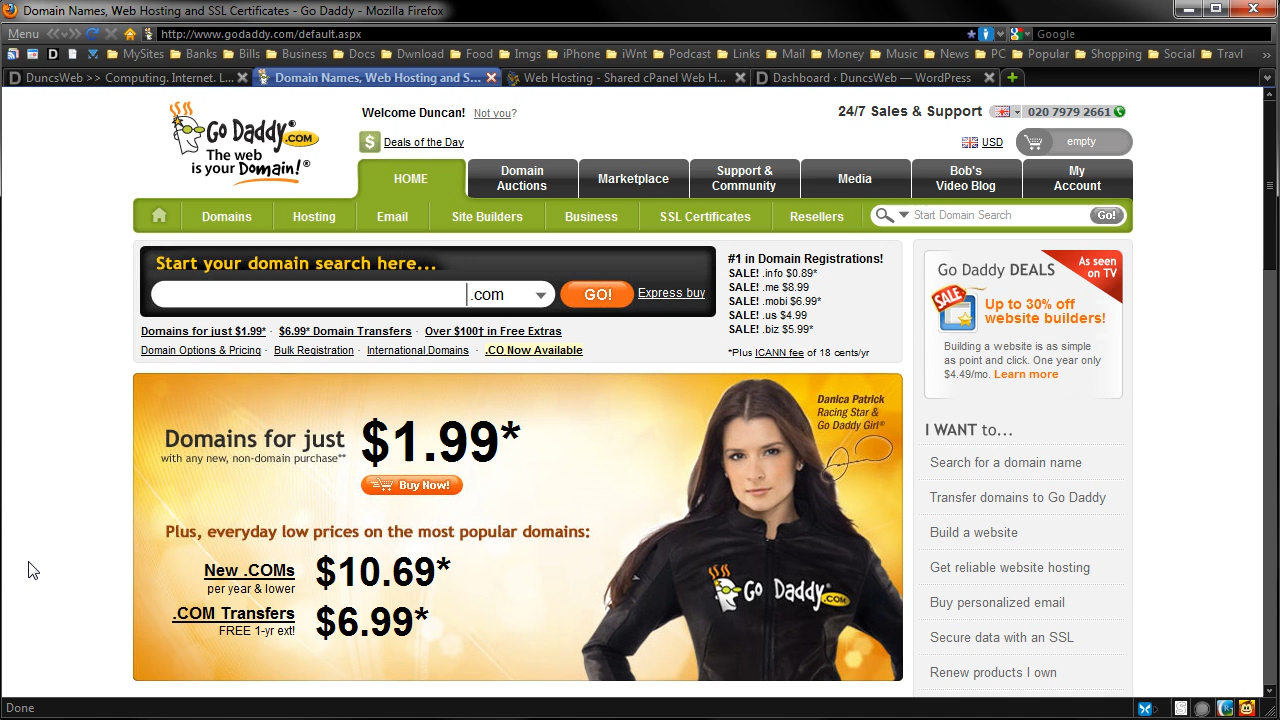 Domain Names, Web Hosting and SSL Certificates - Go Daddy - Mozilla Firefox
Menu
http://www.godaddy.com/default.aspx
Google
MySites Banks Bills Business Docs Dwnload Food Imgs iPhone iWnt Podcast Links Mail Money Music News PC Popular Shopping Social Travl
DuncsWeb >> Computing. Internet. L...
Domain Names, Web Hosting and S...
Web Hosting - Shared cPanel Web H...
Dashboard ‹ DuncsWeb — WordPress
Go Daddy .COM
The web
is your Domain!®
Welcome Duncan! Not you?
24/7 Sales & Support 020 7979 2661
$ Deals of the Day
USD
empty
HOME
Domain
Auctions
Marketplace
Support &
Community
Media
Bob's
Video Blog
My
Account
Domains Hosting Email Site Builders Business SSL Certificates Resellers
Start Domain Search Go!
Start your domain search here...
.com GO! Express buy
Domains for just $1.99* · $6.99* Domain Transfers · Over $100† in Free Extras
Domain Options & Pricing · Bulk Registration · International Domains · .CO Now Available
#1 in Domain Registrations!
SALE! .info $0.89*
SALE! .me $8.99
SALE! .mobi $6.99*
SALE! .us $4.99
SALE! .biz $5.99*
*Plus ICANN fee of 18 cents/yr
Go Daddy DEALS
As seen
on TV
SALE
Up to 30% off
website builders!
Building a website is as simple
as point and click. One year only
$4.49/mo. Learn more
Domains for just
with any new, non-domain purchase**
$1.99*
Buy Now!
Plus, everyday low prices on the most popular domains:
New .COMs
per year & lower
$10.69*
.COM Transfers
FREE 1-yr ext!
$6.99*
Danica Patrick
Racing Star &
Go Daddy Girl®
Go Daddy .COM
I WANT to...
Search for a domain name
Transfer domains to Go Daddy
Build a website
Get reliable website hosting
Buy personalized email
Secure data with an SSL
Renew products I own
Done